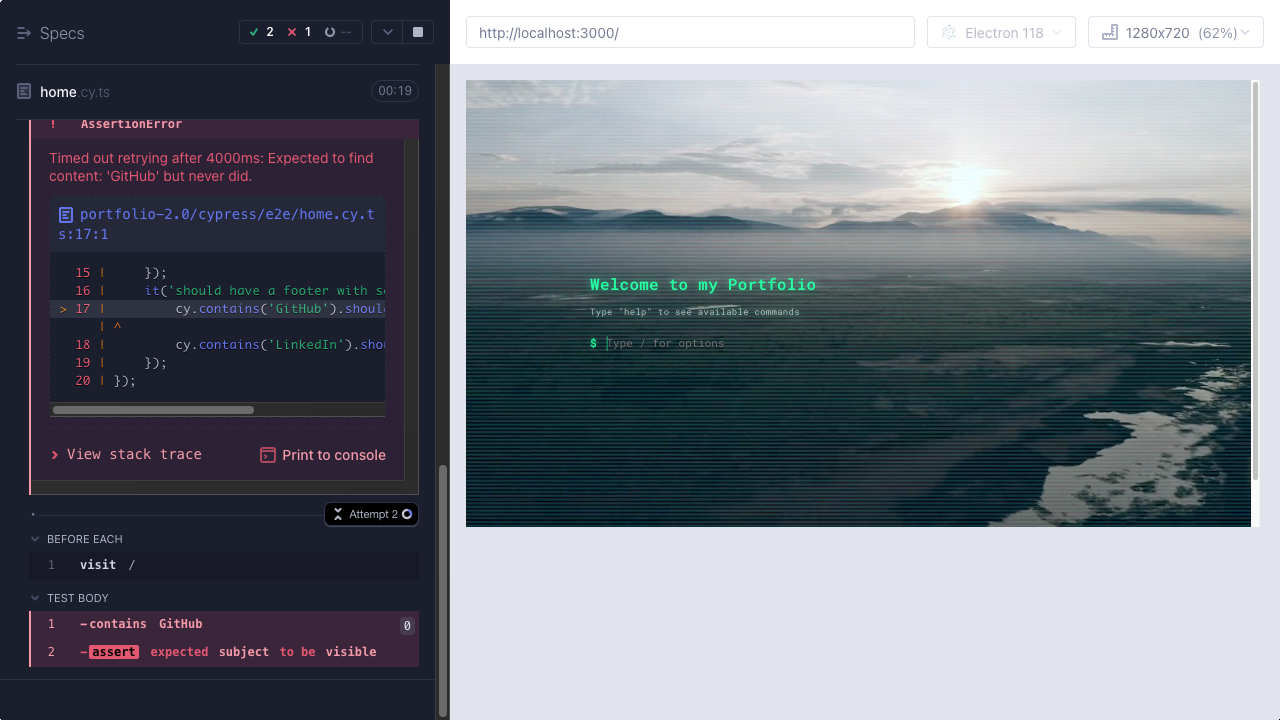 Specs
2
1
--
http://localhost:3000/
Electron 118
1280x720 (62%)
home.cy.ts
00:19
! AssertionError
Timed out retrying after 4000ms: Expected to find
content: 'GitHub' but never did.
portfolio-2.0/cypress/e2e/home.cy.t
s:17:1
15 | });
16 | it('should have a footer with s
> 17 | cy.contains('GitHub').shoul
| ^
18 | cy.contains('LinkedIn').shou
19 | });
20 | });
View stack trace
Print to console
Attempt 2
BEFORE EACH
1 visit /
TEST BODY
1 -contains GitHub 0
2 -assert expected subject to be visible
Welcome to my Portfolio
Type "help" to see available commands
$ Type / for options